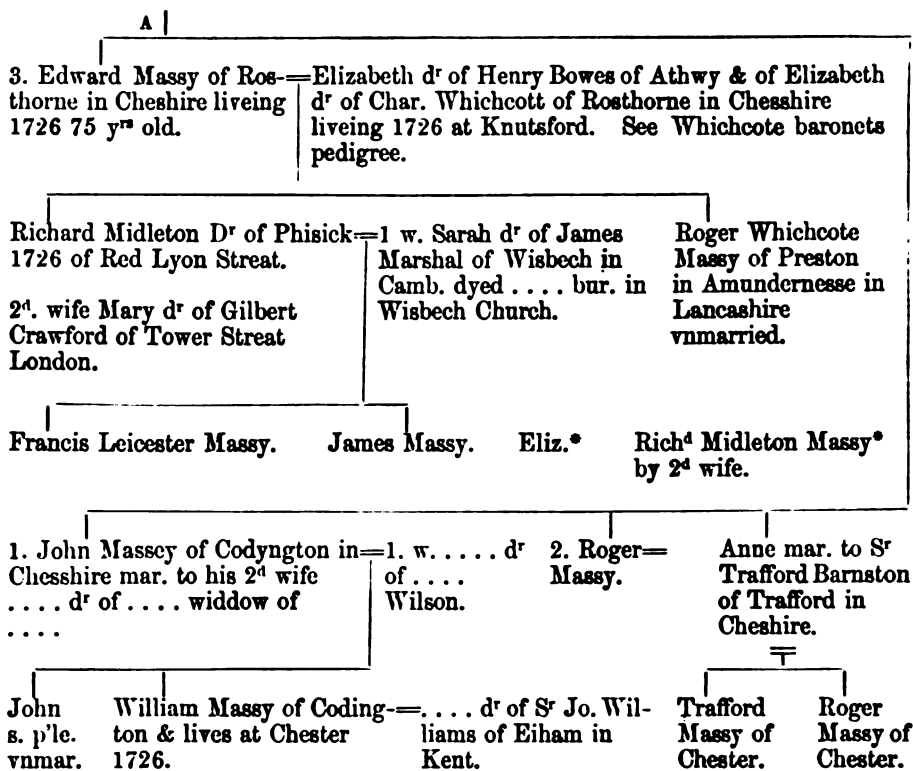 A
3. Edward Massy of Ros-=Elizabeth dʳ of Henry Bowes of Athwy & of Elizabeth
thorne in Cheshire liveing dʳ of Char. Whichcott of Rosthorne in Chesshire
1726 75 yʳˢ old. liveing 1726 at Knutsford. See Whichcote baronets
pedigree.
Richard Midleton Dʳ of Phisick=1 w. Sarah dʳ of James
1726 of Red Lyon Streat. Marshal of Wisbech in
Camb. dyed .... bur. in
2ᵈ. wife Mary dʳ of Gilbert Wisbech Church.
Crawford of Tower Streat
London.
Roger Whichcote
Massy of Preston
in Amundernesse in
Lancashire
vnmarried.
Francis Leicester Massy. James Massy. Eliz.* Richᵈ Midleton Massy*
by 2ᵈ wife.
1. John Massey of Codyngton in=1. w..... dʳ
Chesshire mar. to his 2ᵈ wife of ....
.... dʳ of .... widdow of Wilson.
....
2. Roger=
Massy.
Anne mar. to Sʳ
Trafford Barnston
of Trafford in
Cheshire.
John
s. p'le.
vnmar.
William Massy of Coding-=.... dʳ of Sʳ Jo. Wil-
ton & lives at Chester liams of Eiham in
1726. Kent.
Trafford
Massy of
Chester.
Roger
Massy of
Chester.